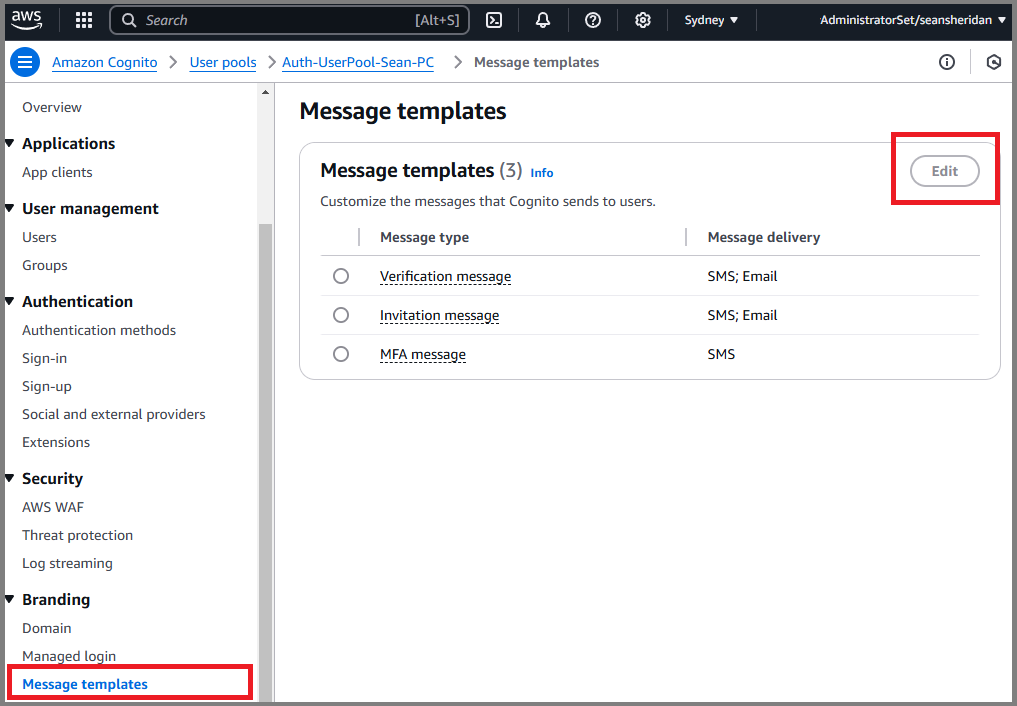 aws
Search [Alt+S] Sydney AdministratorSet/seansheridan
Amazon Cognito User pools Auth-UserPool-Sean-PC Message templates
Overview
Applications
App clients
User management
Users
Groups
Authentication
Authentication methods
Sign-in
Sign-up
Social and external providers
Extensions
Security
AWS WAF
Threat protection
Log streaming
Branding
Domain
Managed login
Message templates
Message templates
Message templates (3) Info
Edit
Customize the messages that Cognito sends to users.
Message type Message delivery
Verification message SMS; Email
Invitation message SMS; Email
MFA message SMS